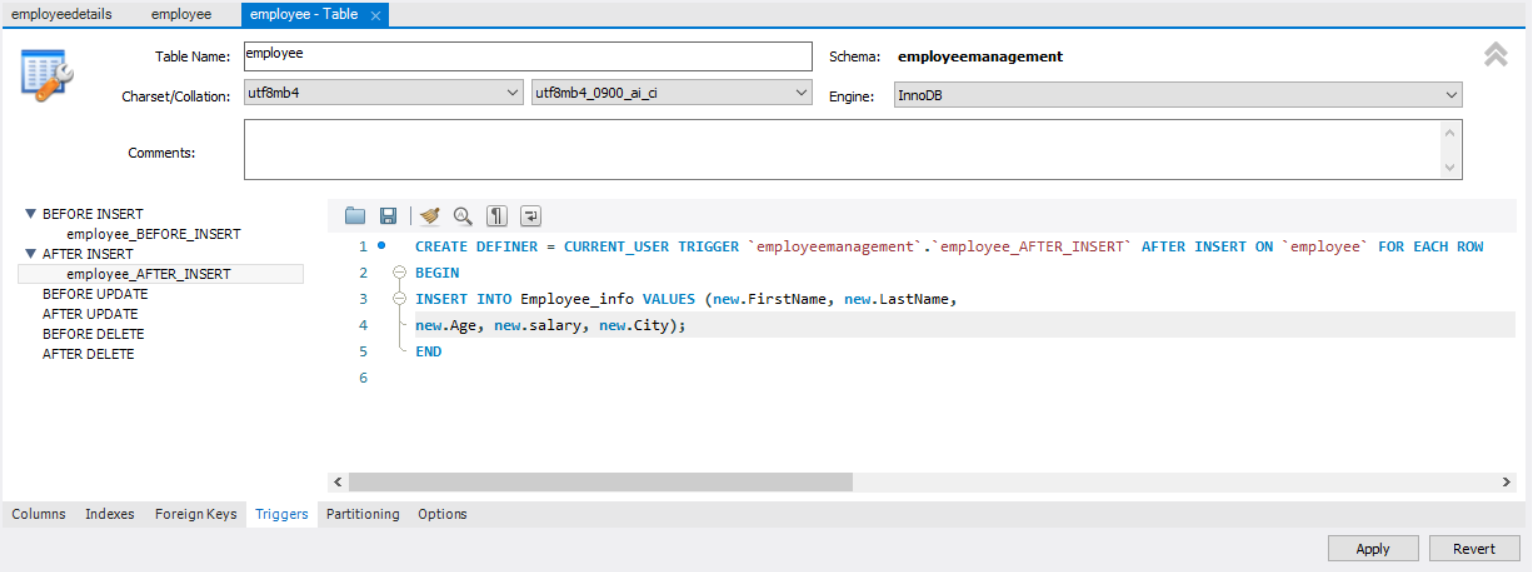 employeedetails employee employee - Table ×
Table Name: employee Schema: employeemanagement
Charset/Collation: utf8mb4 utf8mb4_0900_ai_ci Engine: InnoDB
Comments:
BEFORE INSERT
employee_BEFORE_INSERT
AFTER INSERT
employee_AFTER_INSERT
BEFORE UPDATE
AFTER UPDATE
BEFORE DELETE
AFTER DELETE
1 CREATE DEFINER = CURRENT_USER TRIGGER `employeemanagement`.`employee_AFTER_INSERT` AFTER INSERT ON `employee` FOR EACH ROW
2 BEGIN
3 INSERT INTO Employee_info VALUES (new.FirstName, new.LastName,
4 new.Age, new.salary, new.City);
5 END
6
Columns Indexes Foreign Keys Triggers Partitioning Options
Apply Revert